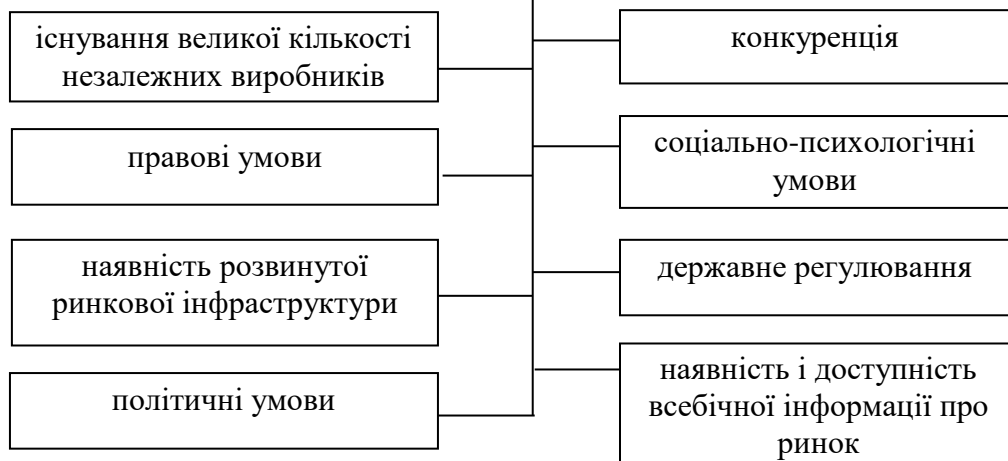 існування великої кількості
незалежних виробників
конкуренція
правові умови
соціально-психологічні
умови
наявність розвинутої
ринкової інфраструктури
державне регулювання
політичні умови
наявність і доступність
всебічної інформації про
ринок